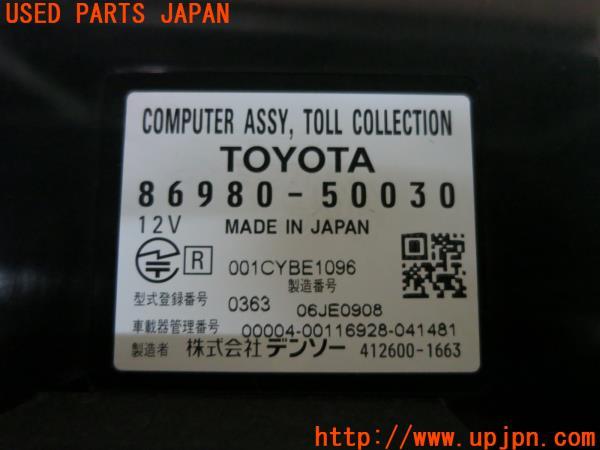 USED PARTS JAPAN
COMPUTER ASSY, TOLL COLLECTION
TOYOTA
86980-50030
12V MADE IN JAPAN
R 001CYBE1096
製造番号
型式登録番号 0363 06JE0908
車載器管理番号 00004-00116928-041481
製造者 株式会社デンソー 412600-1663
http://www.upjpn.com/